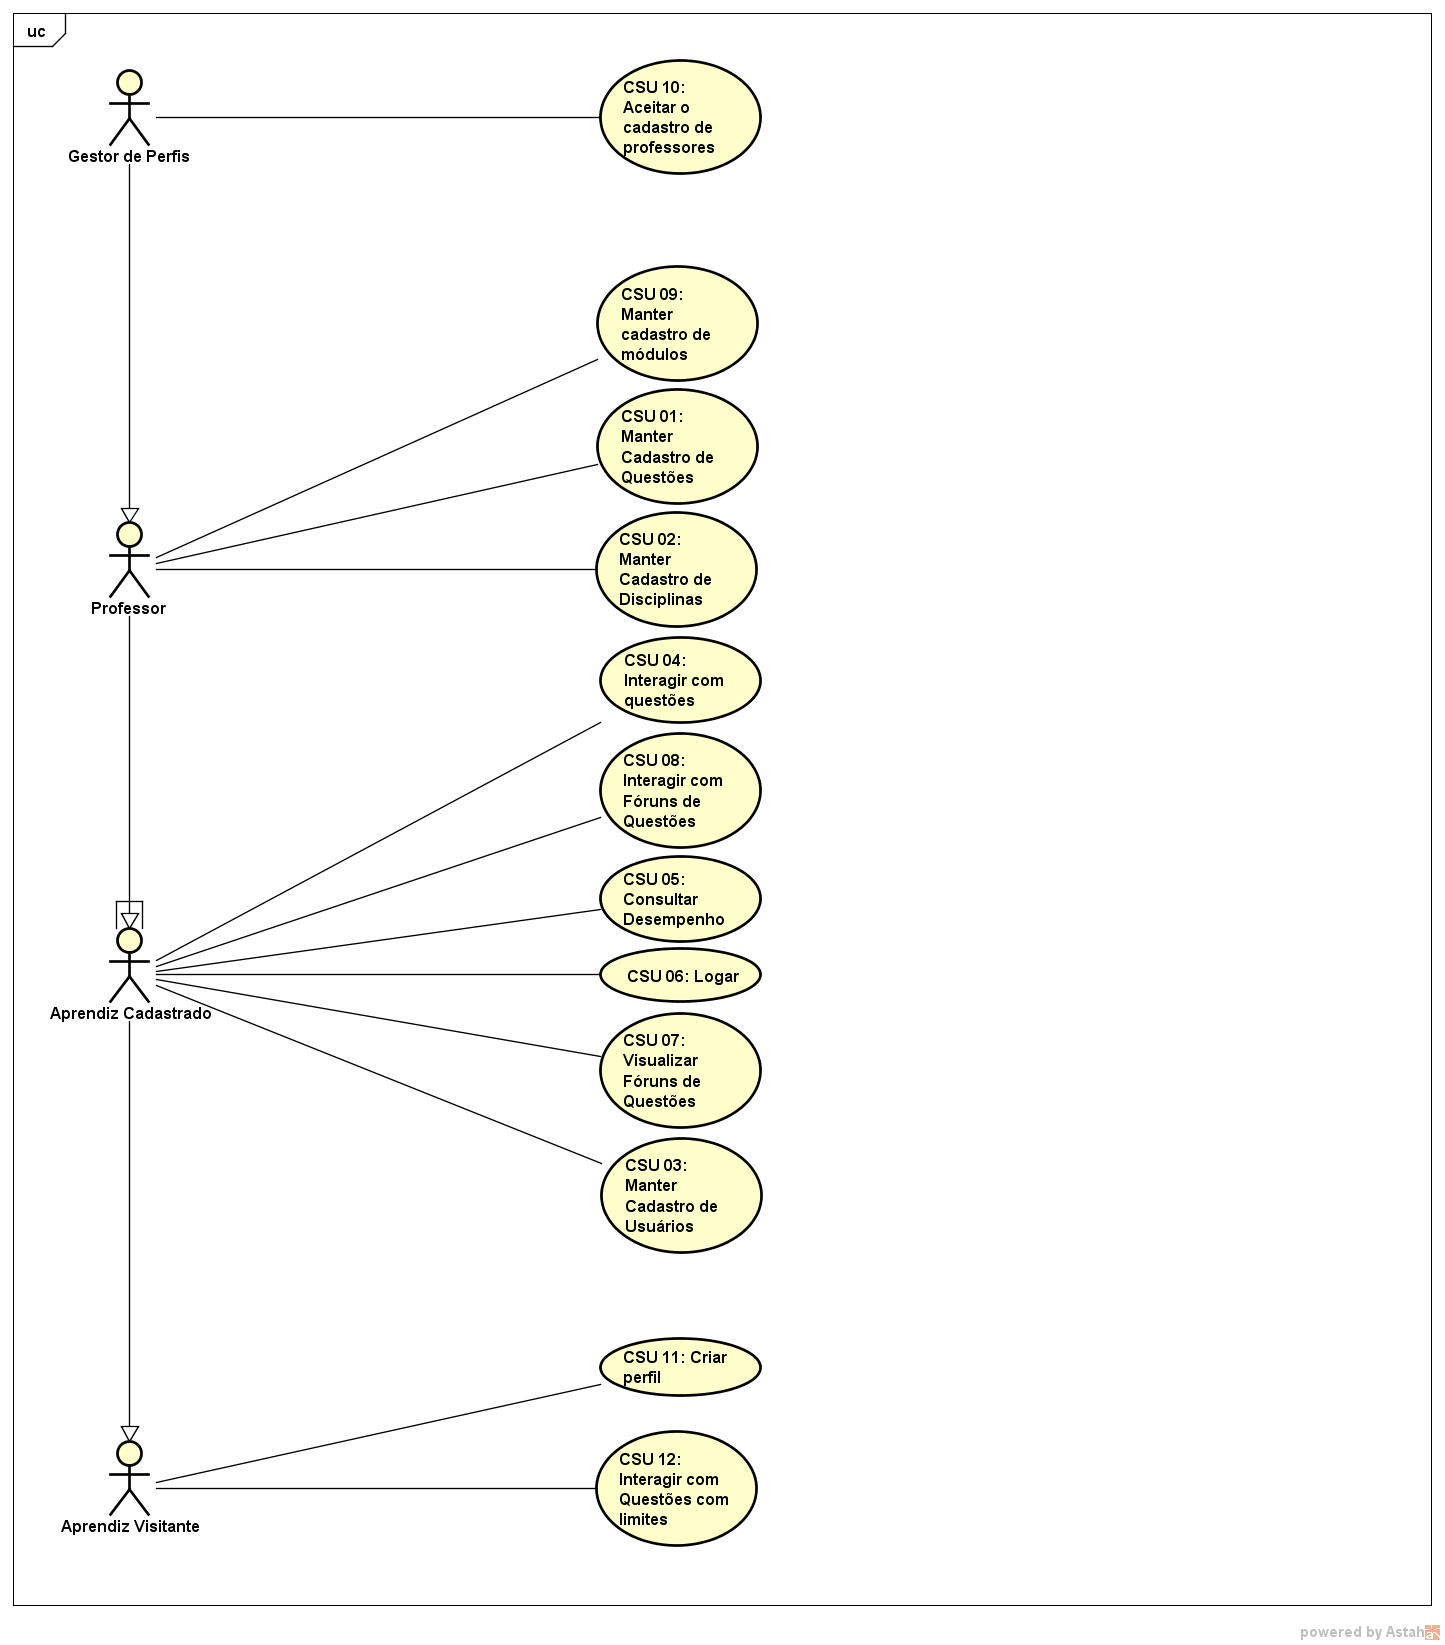 uc
CSU 10:
Aceitar o
cadastro de
professores
Gestor de Perfis
CSU 09:
Manter
cadastro de
módulos
CSU 01:
Manter
Cadastro de
Questões
CSU 02:
Manter
Cadastro de
Disciplinas
Professor
CSU 04:
Interagir com
questões
CSU 08:
Interagir com
Fóruns de
Questões
CSU 05:
Consultar
Desempenho
CSU 06: Logar
Aprendiz Cadastrado
CSU 07:
Visualizar
Fóruns de
Questões
CSU 03:
Manter
Cadastro de
Usuários
CSU 11: Criar
perfil
CSU 12:
Interagir com
Questões com
limites
Aprendiz Visitante
powered by Astah